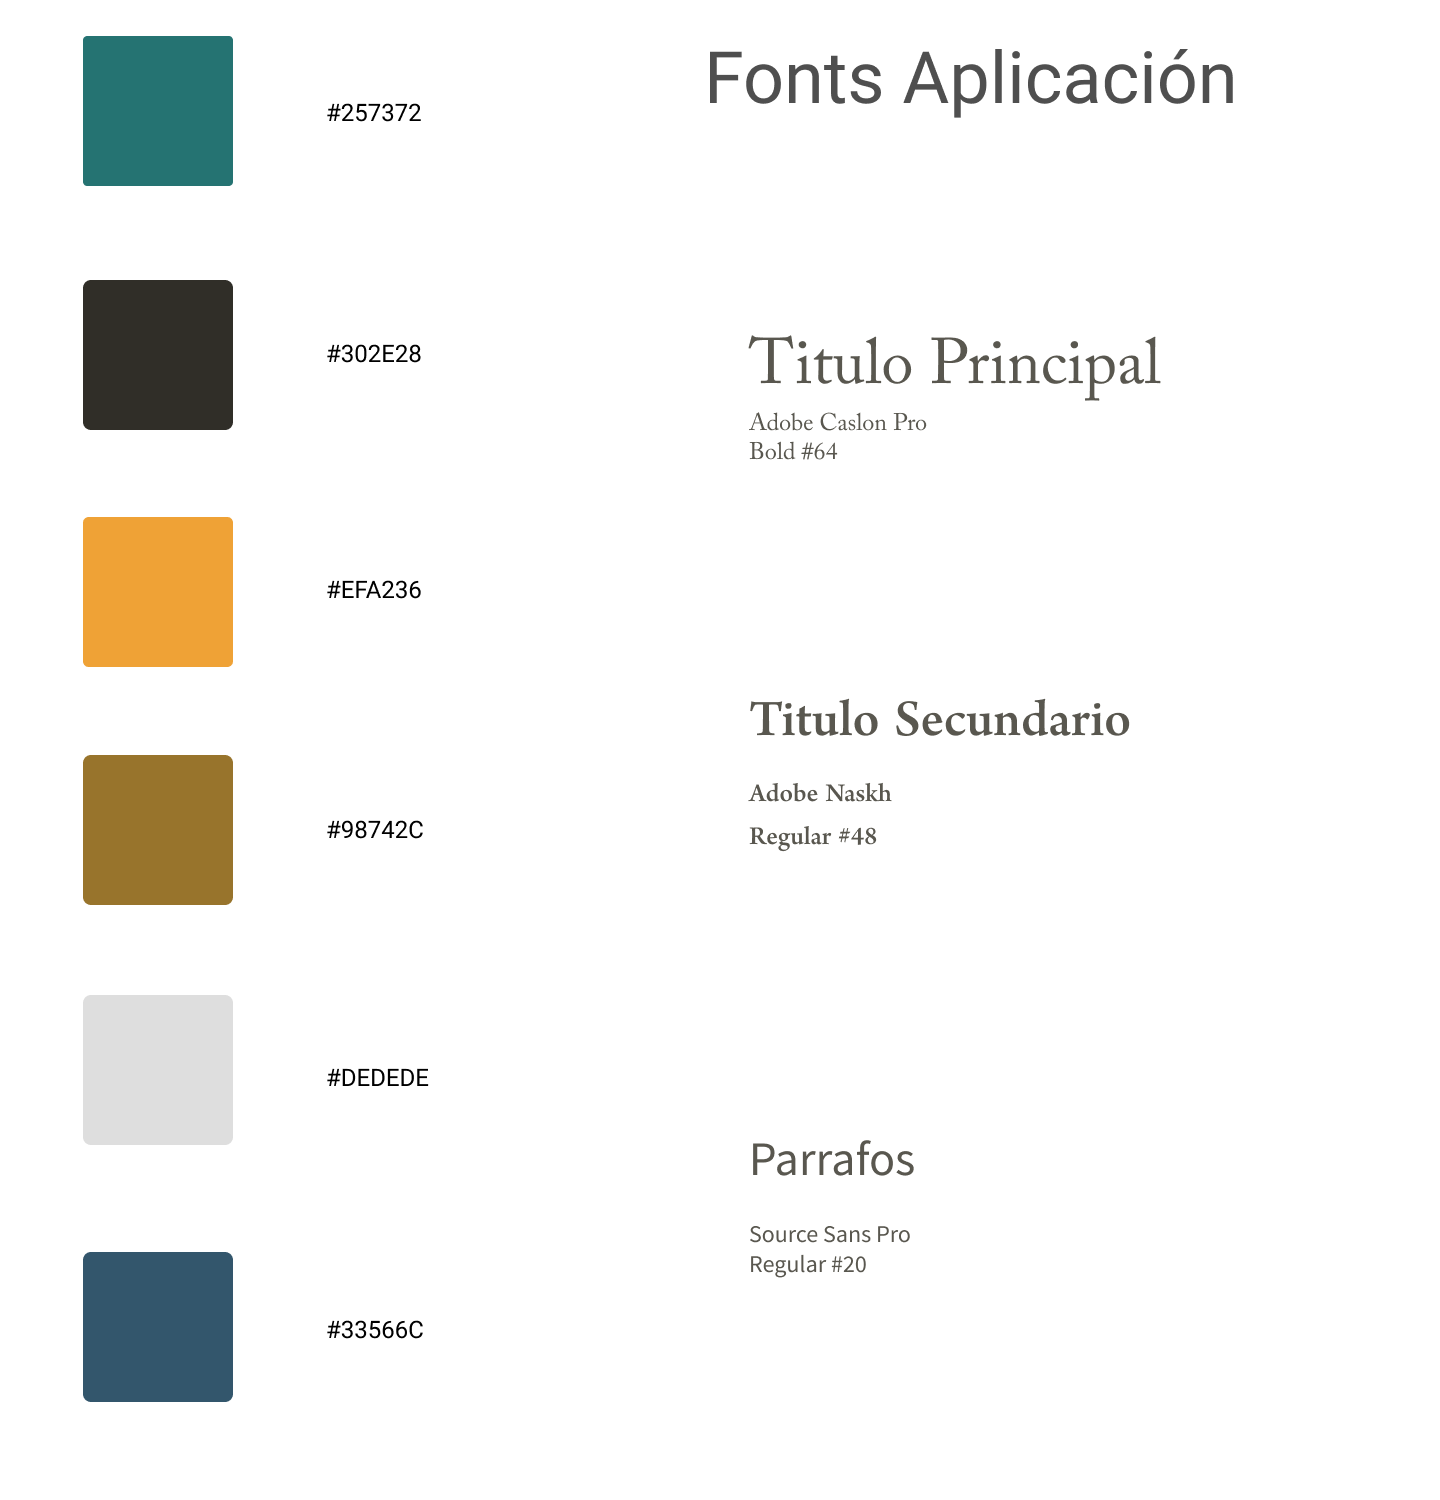 #257372
#302E28
#EFA236
#98742C
#DEDEDE
#33566C
Fonts Aplicación
Titulo Principal
Adobe Caslon Pro
Bold #64
Titulo Secundario
Adobe Naskh
Regular #48
Parrafos
Source Sans Pro
Regular #20